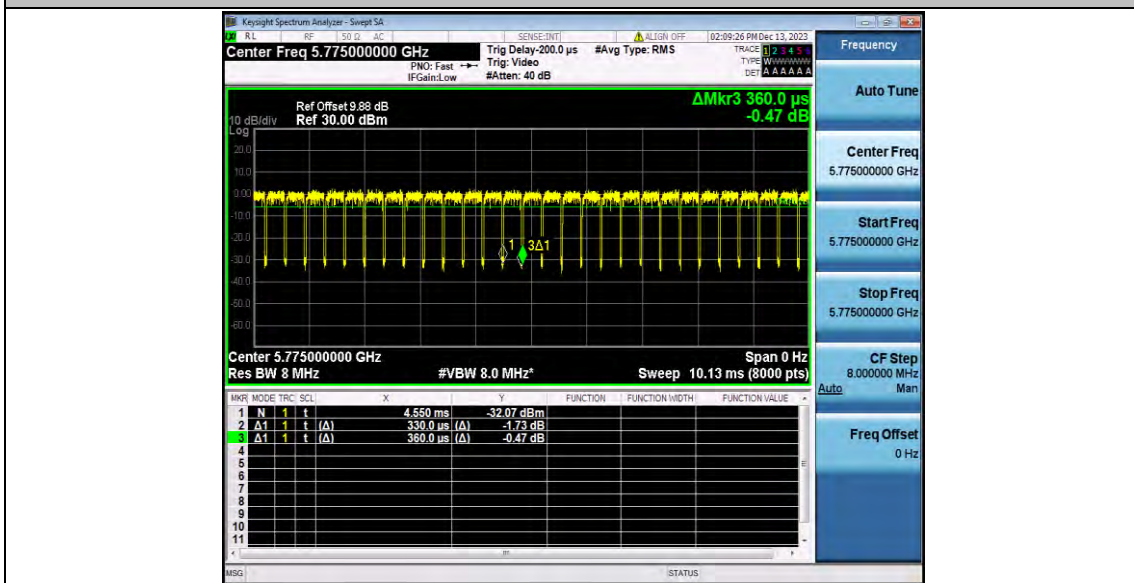 Keysight Spectrum Analyzer - Swept SA
RL RF 50 Ω AC SENSE:INT ALIGN OFF 02:09:26 PM Dec 13, 2023
Center Freq 5.775000000 GHz Trig Delay-200.0 µs #Avg Type: RMS TRACE 1 2 3 4 5 6
PNO: Fast Trig: Video TYPE WWWWWW
IFGain:Low #Atten: 40 dB DET A A A A A A
ΔMkr3 360.0 µs
-0.47 dB
Ref Offset 9.88 dB
10 dB/div Ref 30.00 dBm
Log
20.0
10.0
0.00
-10.0
-20.0
-30.0
-40.0
-50.0
-60.0
1 3Δ1
Center 5.775000000 GHz Span 0 Hz
Res BW 8 MHz #VBW 8.0 MHz* Sweep 10.13 ms (8000 pts)
MKR MODE TRC SCL X Y FUNCTION FUNCTION WIDTH FUNCTION VALUE
1 N 1 t 4.550 ms -32.07 dBm
2 Δ1 1 t (Δ) 330.0 µs (Δ) -1.73 dB
3 Δ1 1 t (Δ) 360.0 µs (Δ) -0.47 dB
4
5
6
7
8
9
10
11
MSG STATUS
Frequency
Auto Tune
Center Freq
5.775000000 GHz
Start Freq
5.775000000 GHz
Stop Freq
5.775000000 GHz
CF Step
8.000000 MHz
Auto Man
Freq Offset
0 Hz